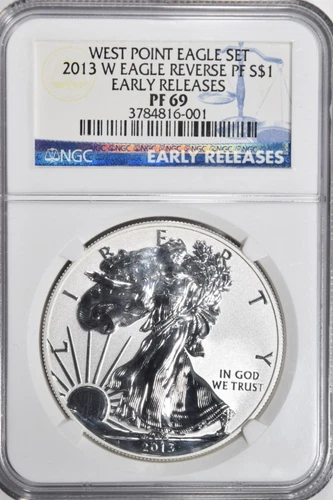 WEST POINT EAGLE SET
2013 W EAGLE REVERSE PF S$1
EARLY RELEASES
PF 69
3784816-001
NGC EARLY RELEASES
LIBERTY
IN GOD
WE TRUST
2013